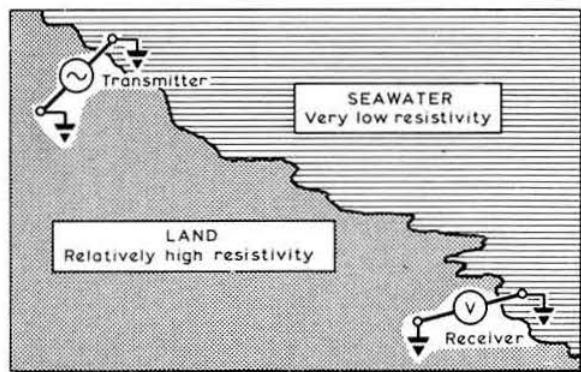 Transmitter
SEAWATER
Very low resistivity
LAND
Relatively high resistivity
V
Receiver